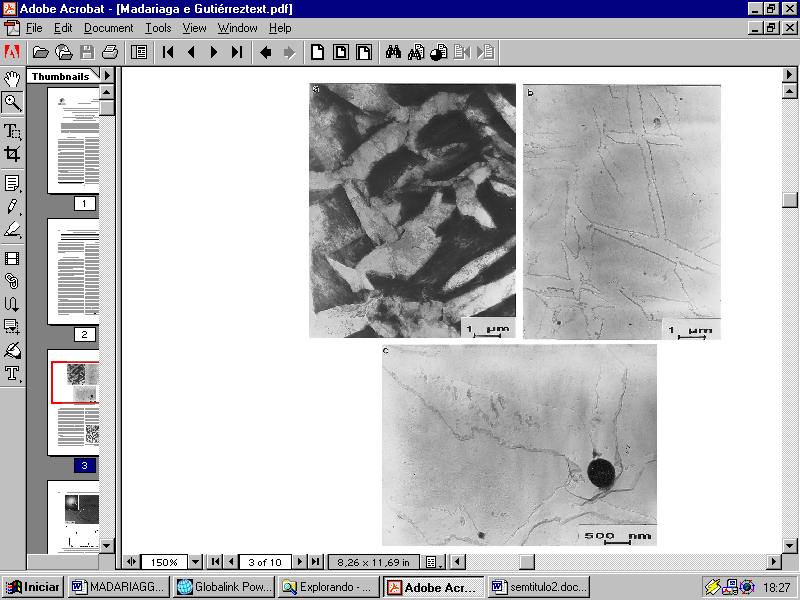 Adobe Acrobat - [Madariaga e Gutiérreztext.pdf]
File Edit Document Tools View Window Help
Thumbnails
1
2
3
a
b
1 µm
1 µm
c
500 nm
150%
3 of 10
8,26 x 11,69 in
Iniciar
MADARIAGG...
Globalink Pow...
Explorando - ...
Adobe Acr...
semtitulo2.doc...
18:27